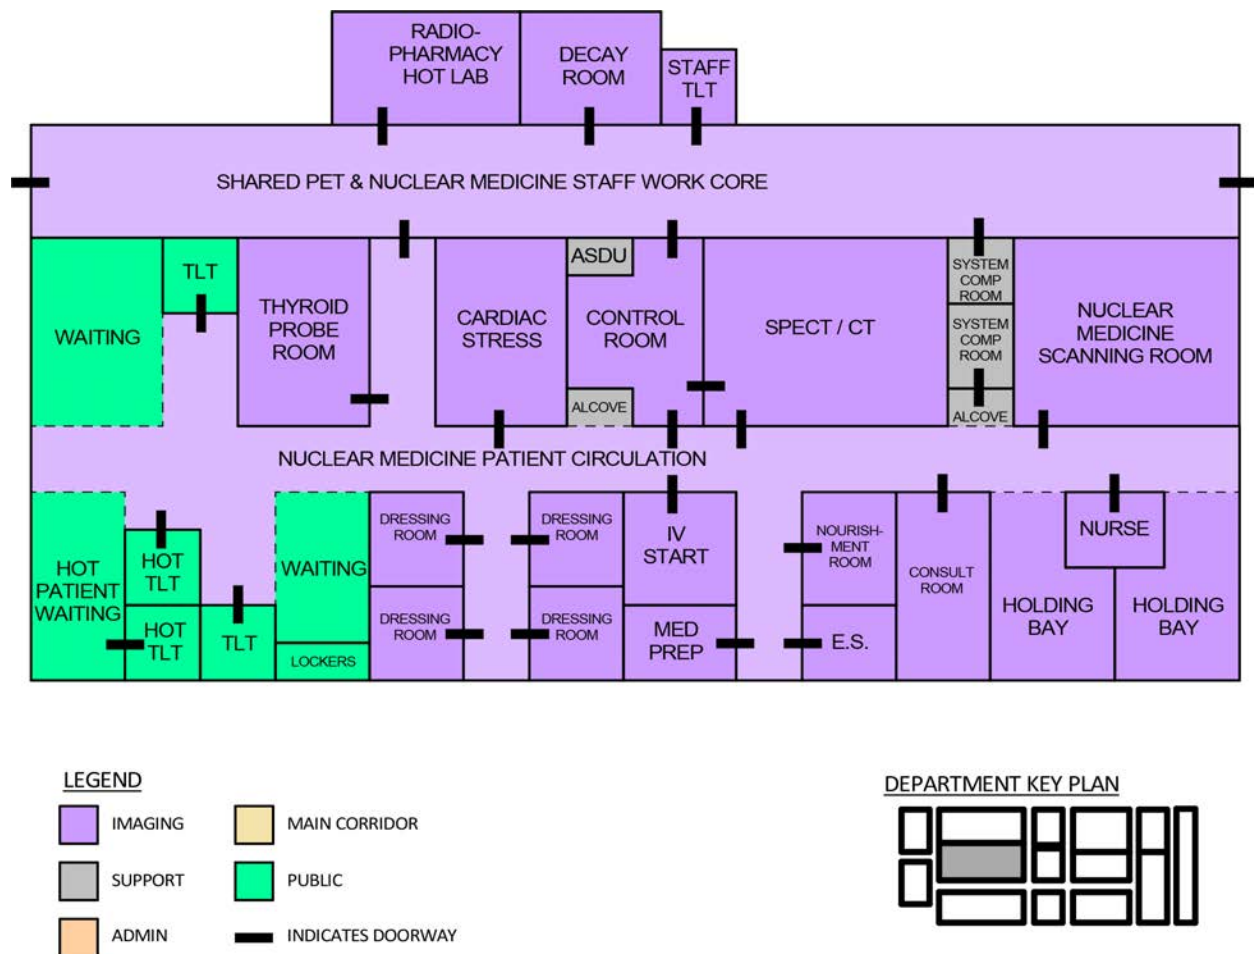 RADIO-
PHARMACY
HOT LAB
DECAY
ROOM
STAFF
TLT
SHARED PET & NUCLEAR MEDICINE STAFF WORK CORE
WAITING
TLT
THYROID
PROBE
ROOM
CARDIAC
STRESS
ASDU
CONTROL
ROOM
ALCOVE
SPECT / CT
SYSTEM
COMP
ROOM
SYSTEM
COMP
ROOM
ALCOVE
NUCLEAR
MEDICINE
SCANNING ROOM
NUCLEAR MEDICINE PATIENT CIRCULATION
HOT
PATIENT
WAITING
HOT
TLT
HOT
TLT
TLT
WAITING
LOCKERS
DRESSING
ROOM
DRESSING
ROOM
DRESSING
ROOM
DRESSING
ROOM
IV
START
MED
PREP
NOURISH-
MENT
ROOM
E.S.
CONSULT
ROOM
HOLDING
BAY
NURSE
HOLDING
BAY
LEGEND
IMAGING
MAIN CORRIDOR
SUPPORT
PUBLIC
ADMIN
INDICATES DOORWAY
DEPARTMENT KEY PLAN